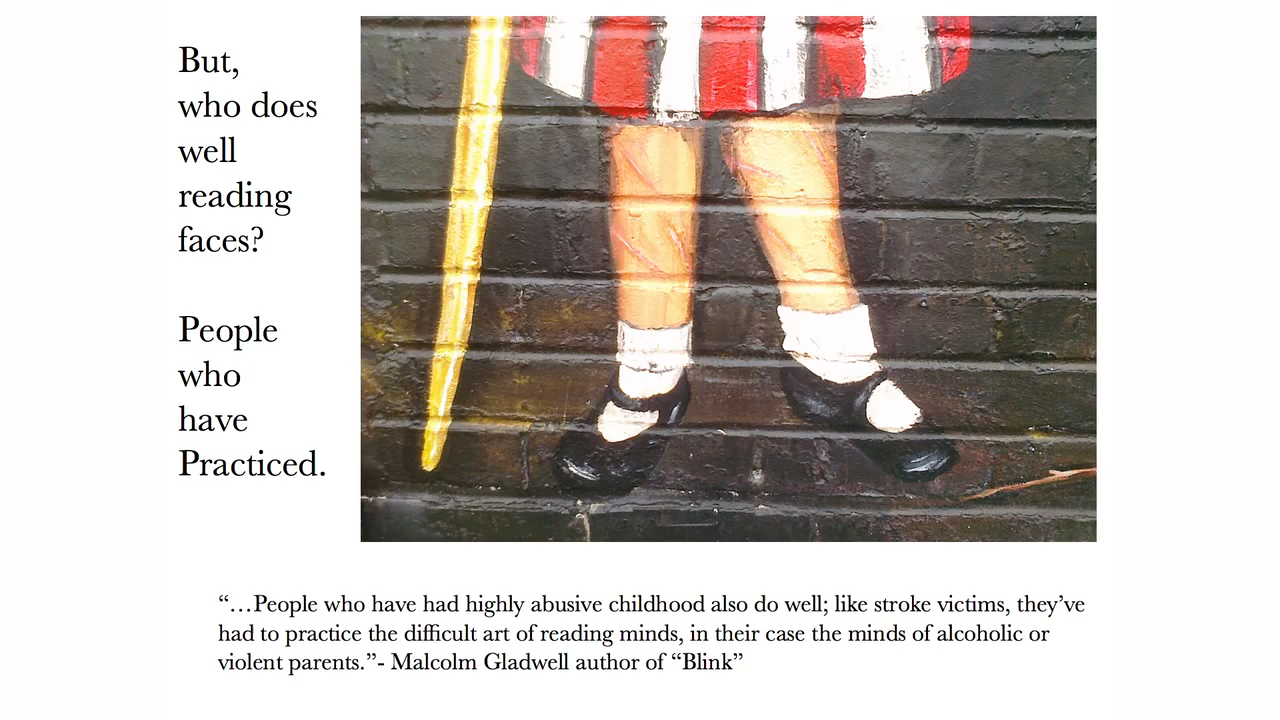 But,
who does
well
reading
faces?
People
who
have
Practiced.
“…People who have had highly abusive childhood also do well; like stroke victims, they’ve
had to practice the difficult art of reading minds, in their case the minds of alcoholic or
violent parents.”- Malcolm Gladwell author of “Blink”